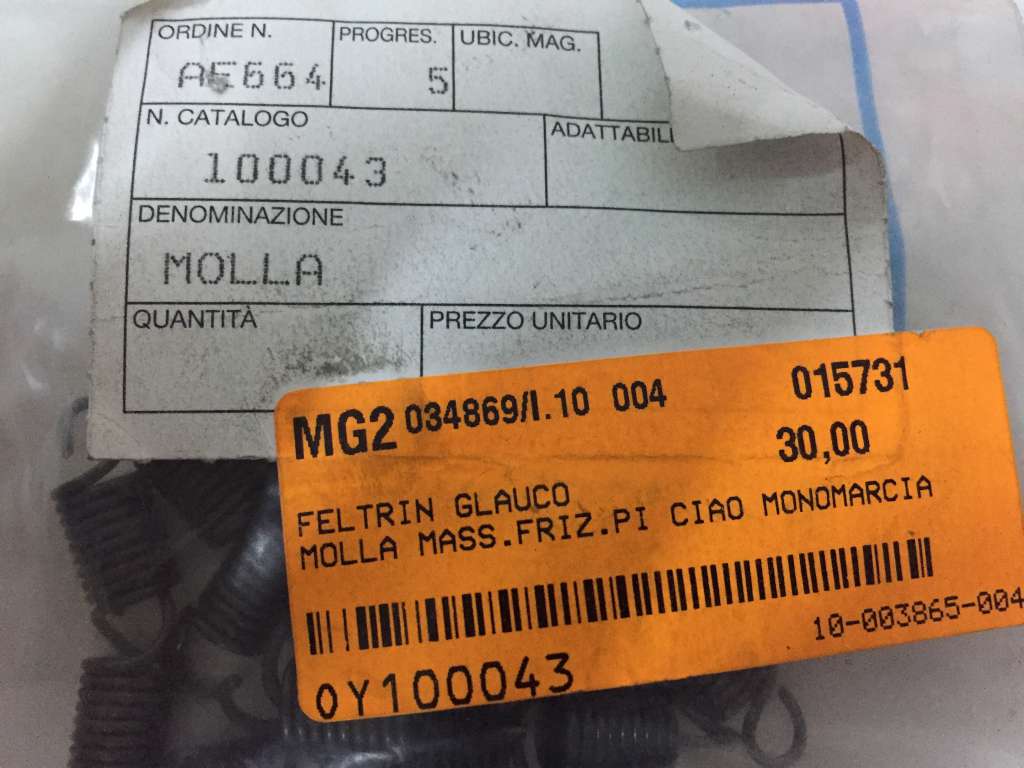 ORDINE N. PROGRES. UBIC. MAG.
AE664 5
N. CATALOGO
100043
DENOMINAZIONE
MOLLA
QUANTITÀ PREZZO UNITARIO
MG2 034869/I.10 004 015731
30,00
FELTRIN GLAUCO
MOLLA MASS.FRIZ.PI CIAO MONOMARCIA
10-003865-004
0Y100043